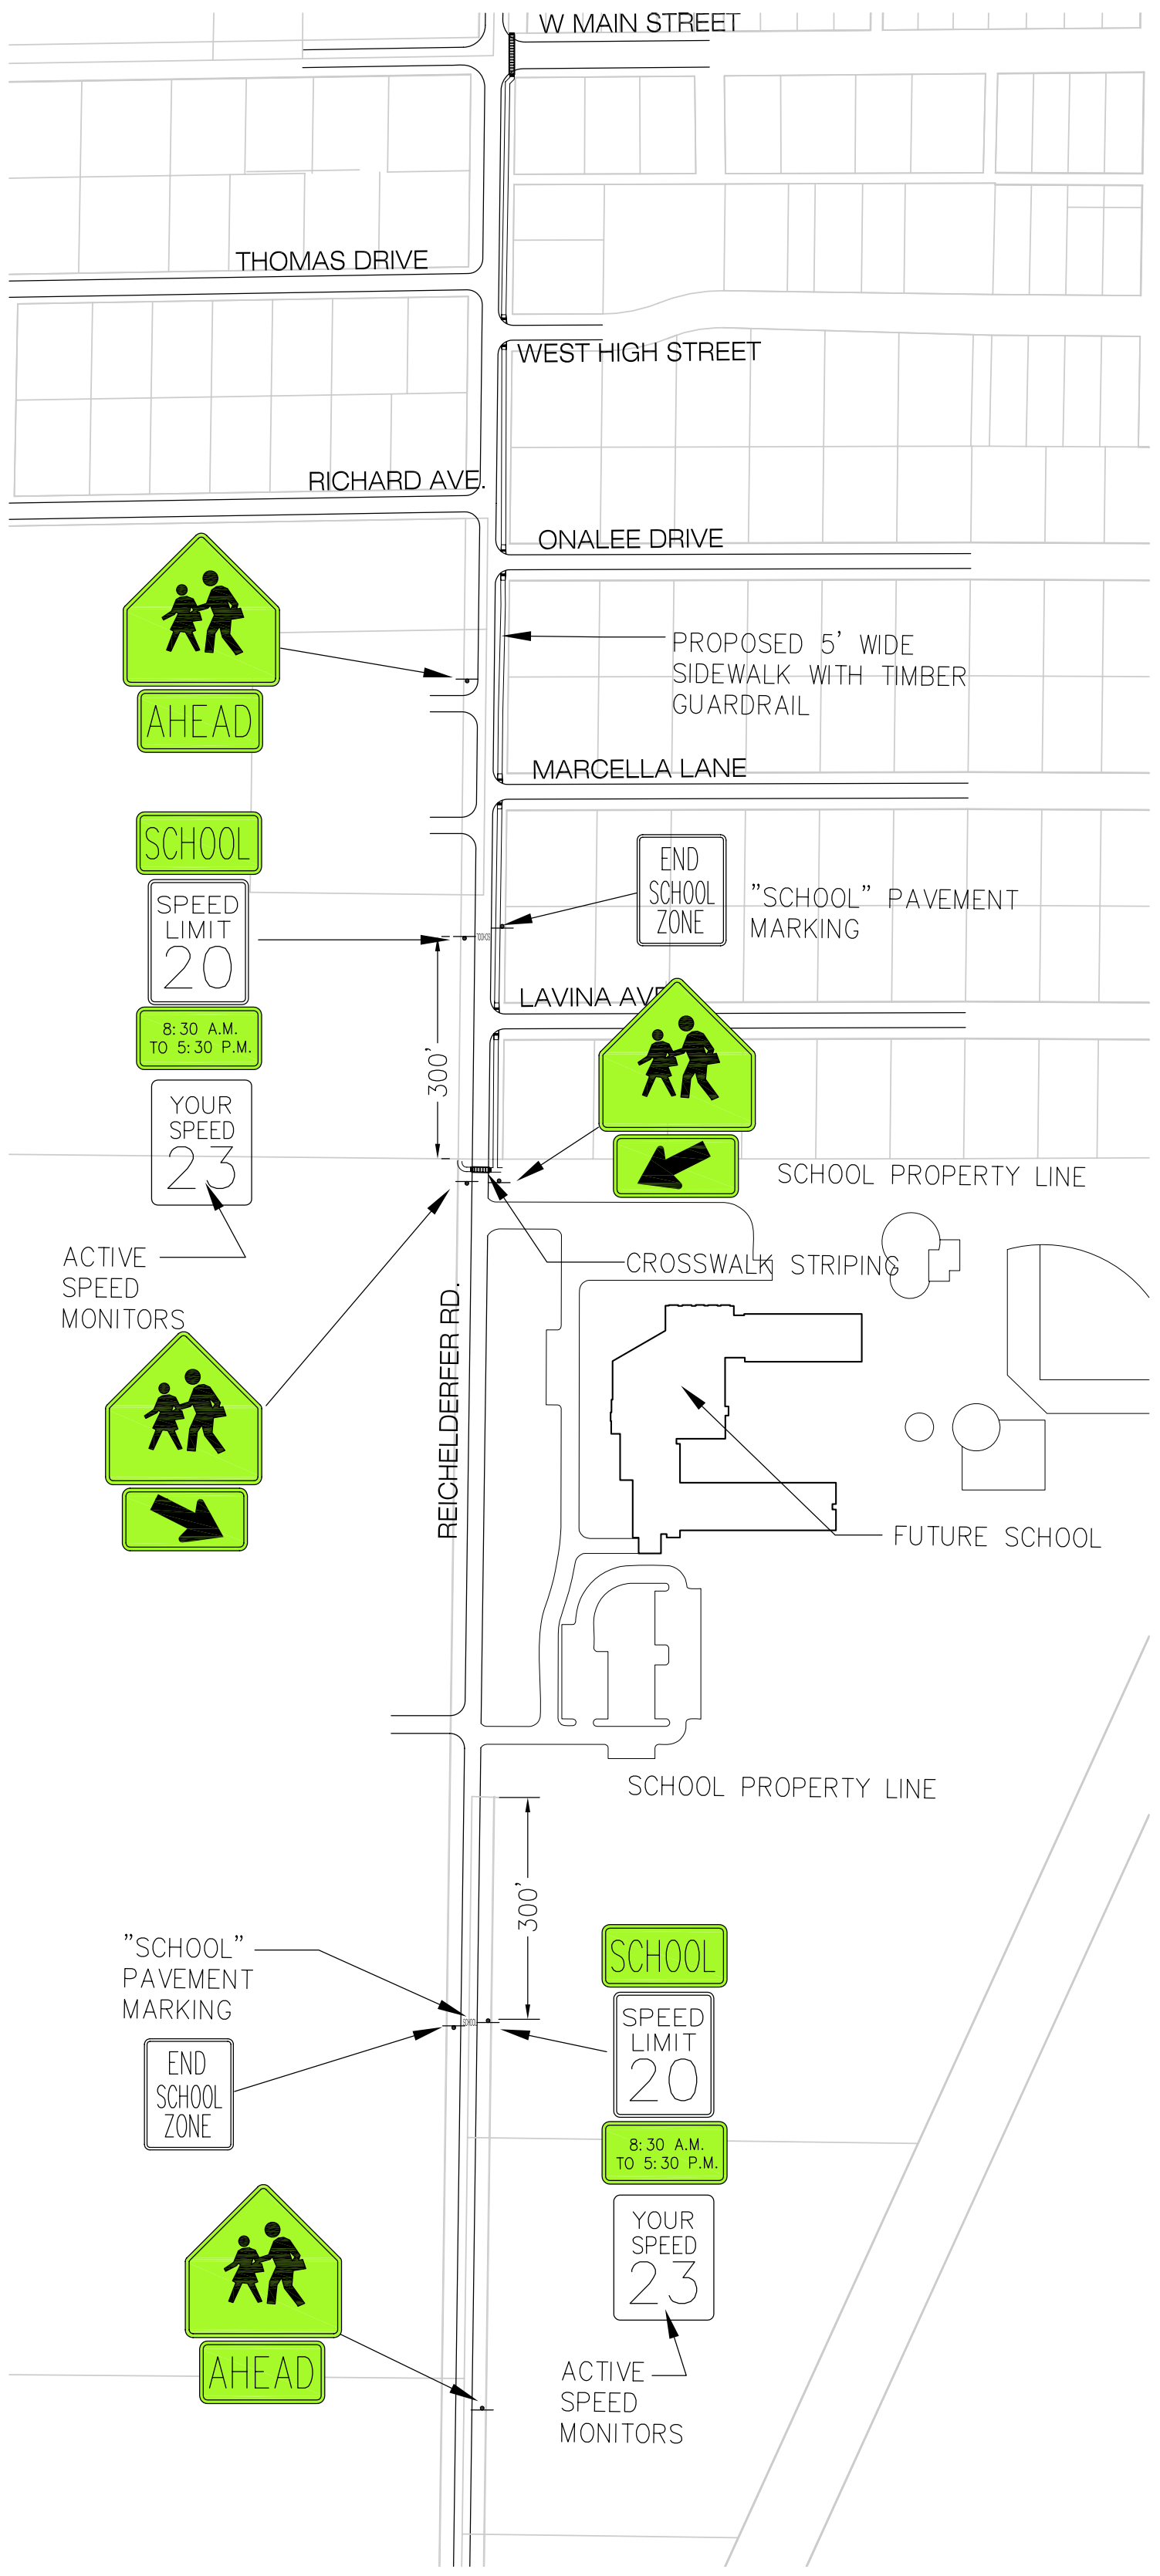 W MAIN STREET
THOMAS DRIVE
WEST HIGH STREET
RICHARD AVE.
ONALEE DRIVE
PROPOSED 5' WIDE
SIDEWALK WITH TIMBER
GUARDRAIL
AHEAD
MARCELLA LANE
SCHOOL
SPEED
LIMIT
20
8:30 A.M.
TO 5:30 P.M.
END
SCHOOL
ZONE
"SCHOOL" PAVEMENT
MARKING
SCHOOL
LAVINA AVE
300'
YOUR
SPEED
23
SCHOOL PROPERTY LINE
ACTIVE
SPEED
MONITORS
CROSSWALK STRIPING
REICHELDERFER RD.
FUTURE SCHOOL
SCHOOL PROPERTY LINE
300'
"SCHOOL"
PAVEMENT
MARKING
SCHOOL
END
SCHOOL
ZONE
SCHOOL
SPEED
LIMIT
20
8:30 A.M.
TO 5:30 P.M.
YOUR
SPEED
23
AHEAD
ACTIVE
SPEED
MONITORS